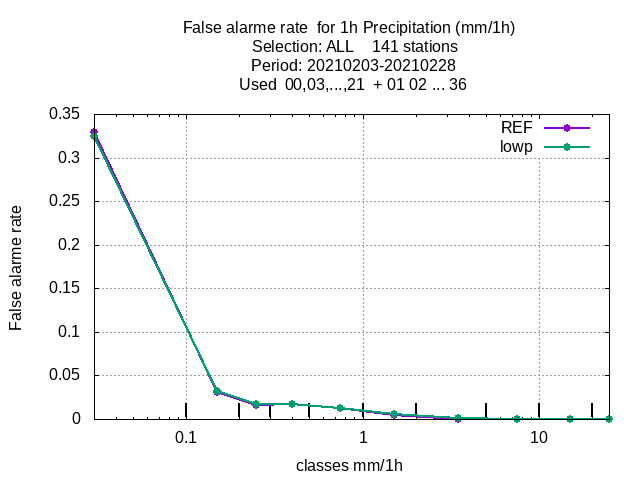 False alarme rate  for 1h Precipitation (mm/1h)
Selection: ALL    141 stations
Period: 20210203-20210228
Used  00,03,...,21  + 01 02 ... 36
REF
lowp
0.35
0.3
0.25
0.2
0.15
0.1
0.05
0
False alarme rate
0.1
1
10
classes mm/1h